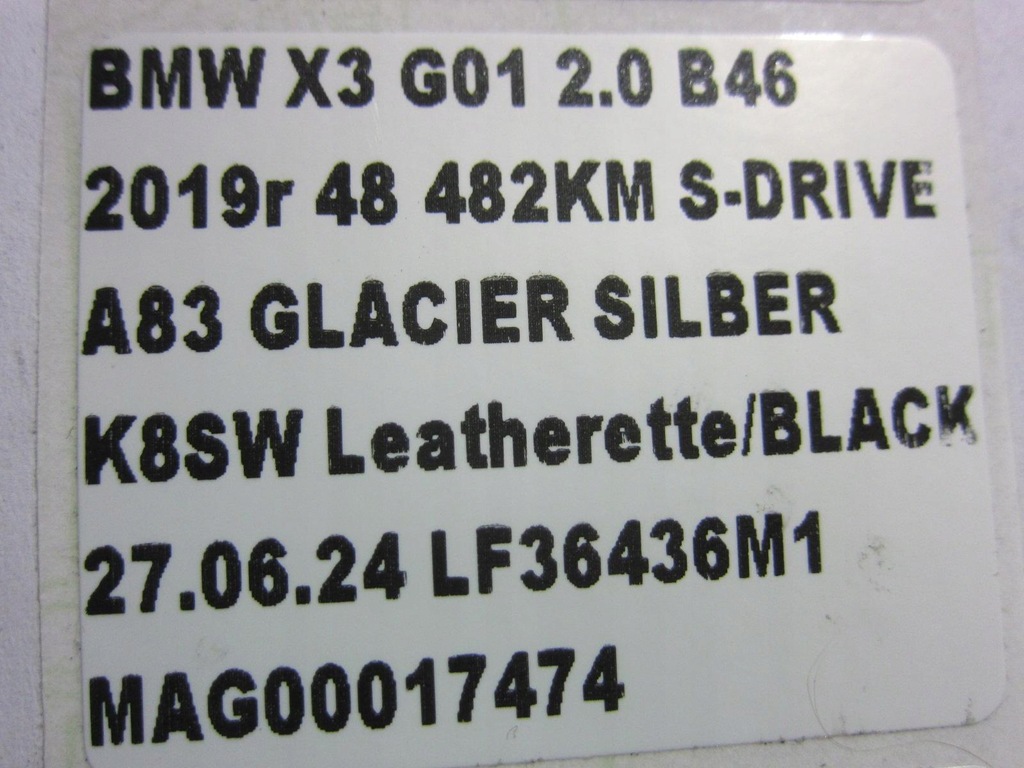 BMW X3 G01 2.0 B46
2019r 48 482KM S-DRIVE
A83 GLACIER SILBER
K8SW Leatherette/BLACK
27.06.24 LF36436M1
MAG00017474